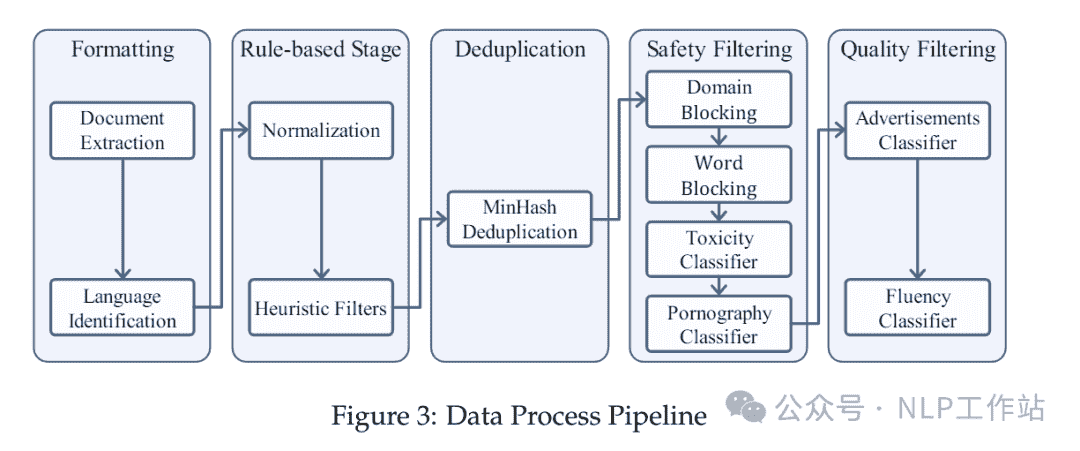 Formatting
Document
Extraction
Language
Identification
Rule-based Stage
Normalization
Heuristic Filters
Deduplication
MinHash
Deduplication
Safety Filtering
Domain
Blocking
Word
Blocking
Toxicity
Classifier
Pornography
Classifier
Quality Filtering
Advertisements
Classifier
Fluency
Classifier
Figure 3: Data Process Pipeline
公众号 · NLP工作站